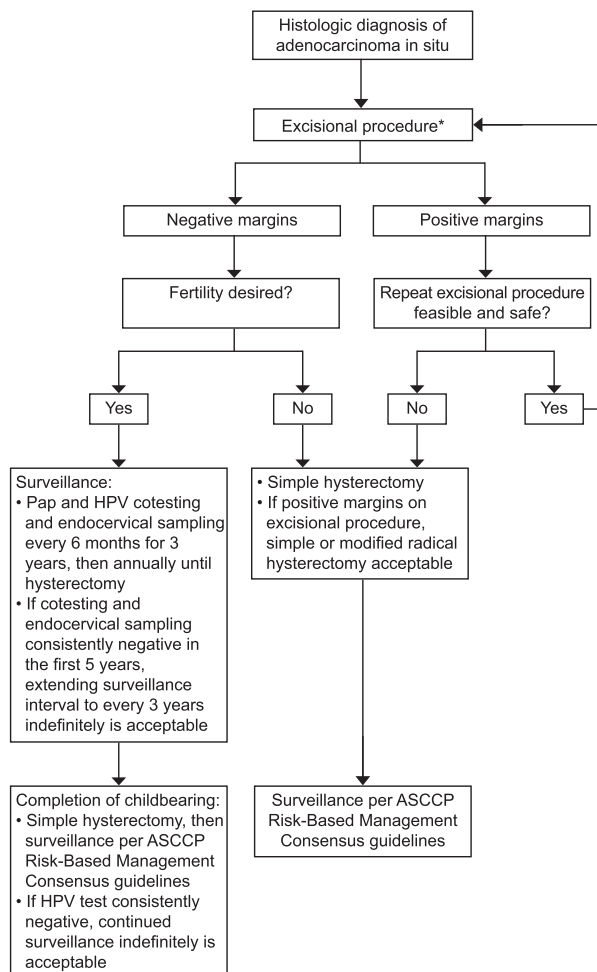 Histologic diagnosis of
adenocarcinoma in situ
Excisional procedure*
Negative margins
Positive margins
Fertility desired?
Repeat excisional procedure
feasible and safe?
Yes
No
No
Yes
Surveillance:
• Pap and HPV cotesting
and endocervical sampling
every 6 months for 3
years, then annually until
hysterectomy
• If cotesting and
endocervical sampling
consistently negative in
the first 5 years,
extending surveillance
interval to every 3 years
indefinitely is acceptable
• Simple hysterectomy
• If positive margins on
excisional procedure,
simple or modified radical
hysterectomy acceptable
Completion of childbearing:
• Simple hysterectomy, then
surveillance per ASCCP
Risk-Based Management
Consensus guidelines
• If HPV test consistently
negative, continued
surveillance indefinitely is
acceptable
Surveillance per ASCCP
Risk-Based Management
Consensus guidelines